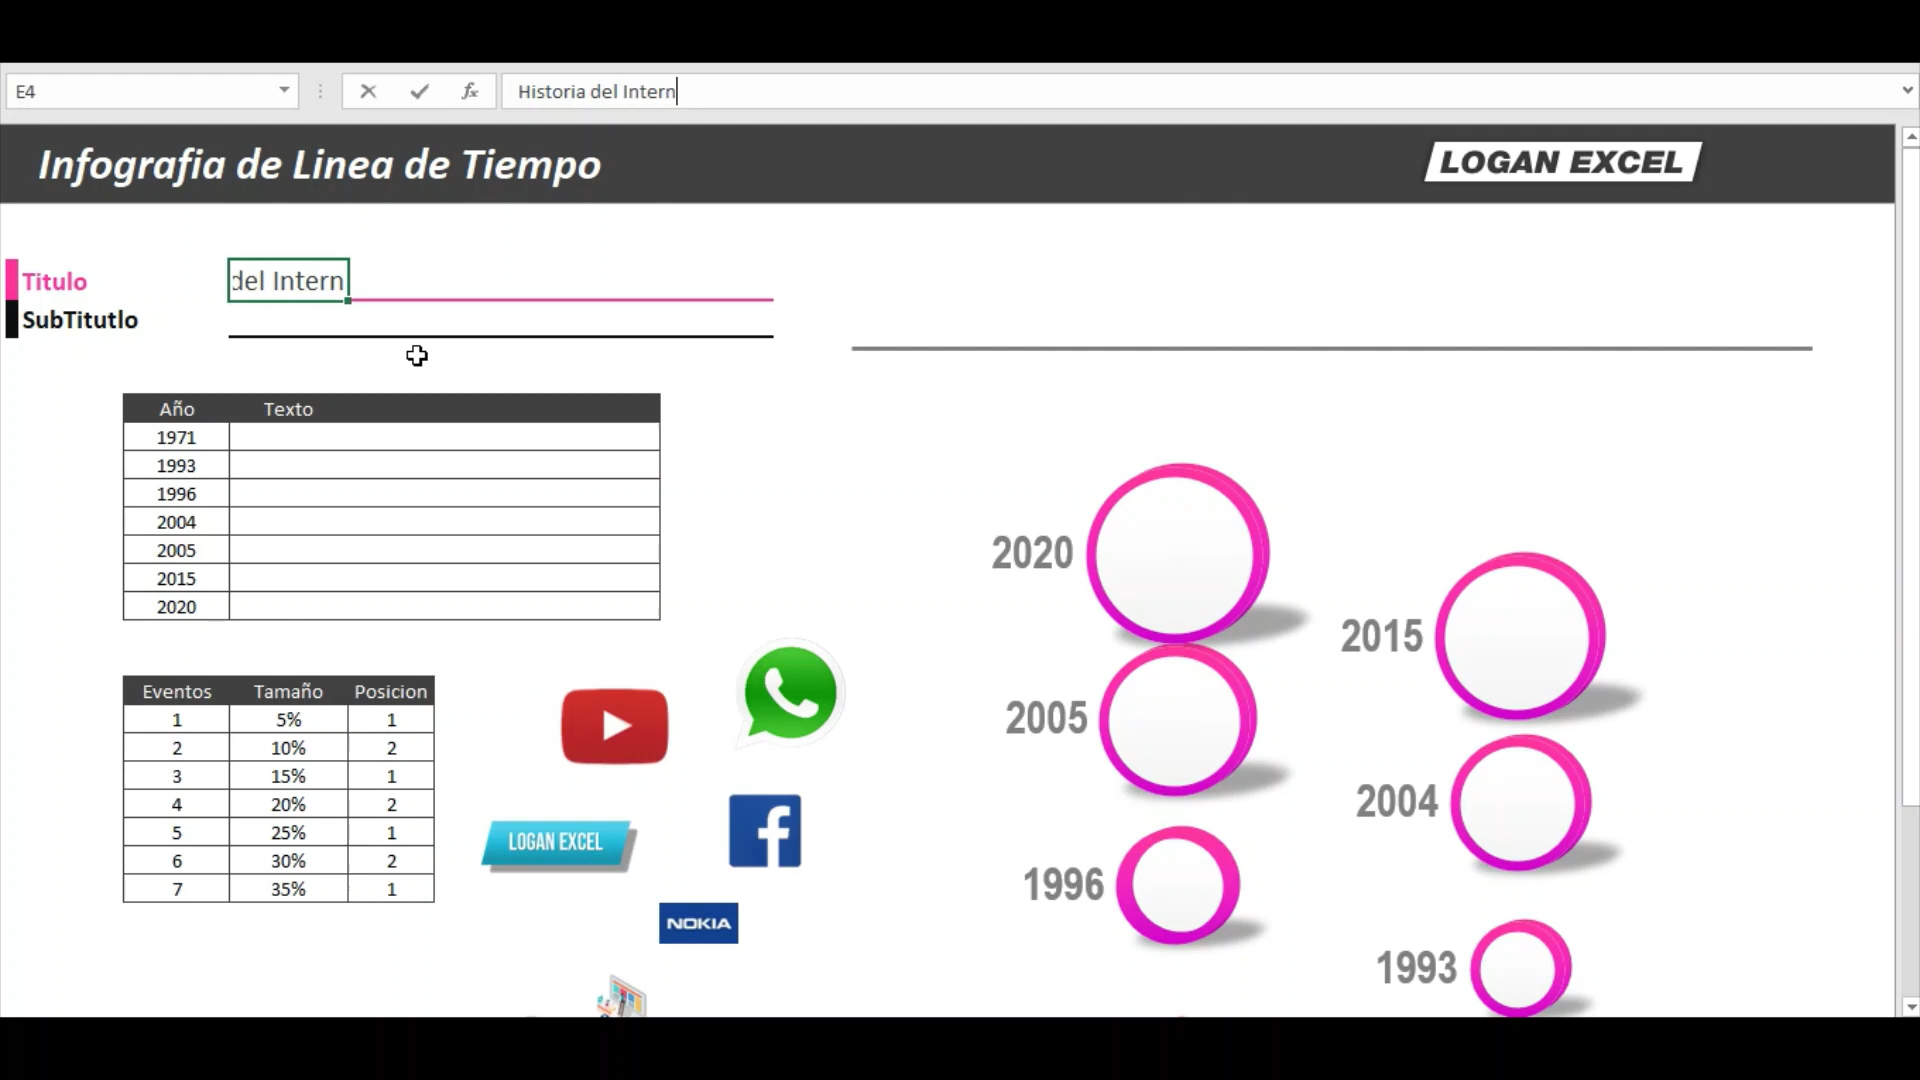 E4
fx
Historia del Intern
Infografia de Linea de Tiempo
LOGAN EXCEL
Titulo
del Intern
SubTitutlo
Año Texto
1971
1993
1996
2004
2005
2015
2020
Eventos Tamaño Posicion
1 5% 1
2 10% 2
3 15% 1
4 20% 2
5 25% 1
6 30% 2
7 35% 1
LOGAN EXCEL
NOKIA
2020
2015
2005
2004
1996
1993